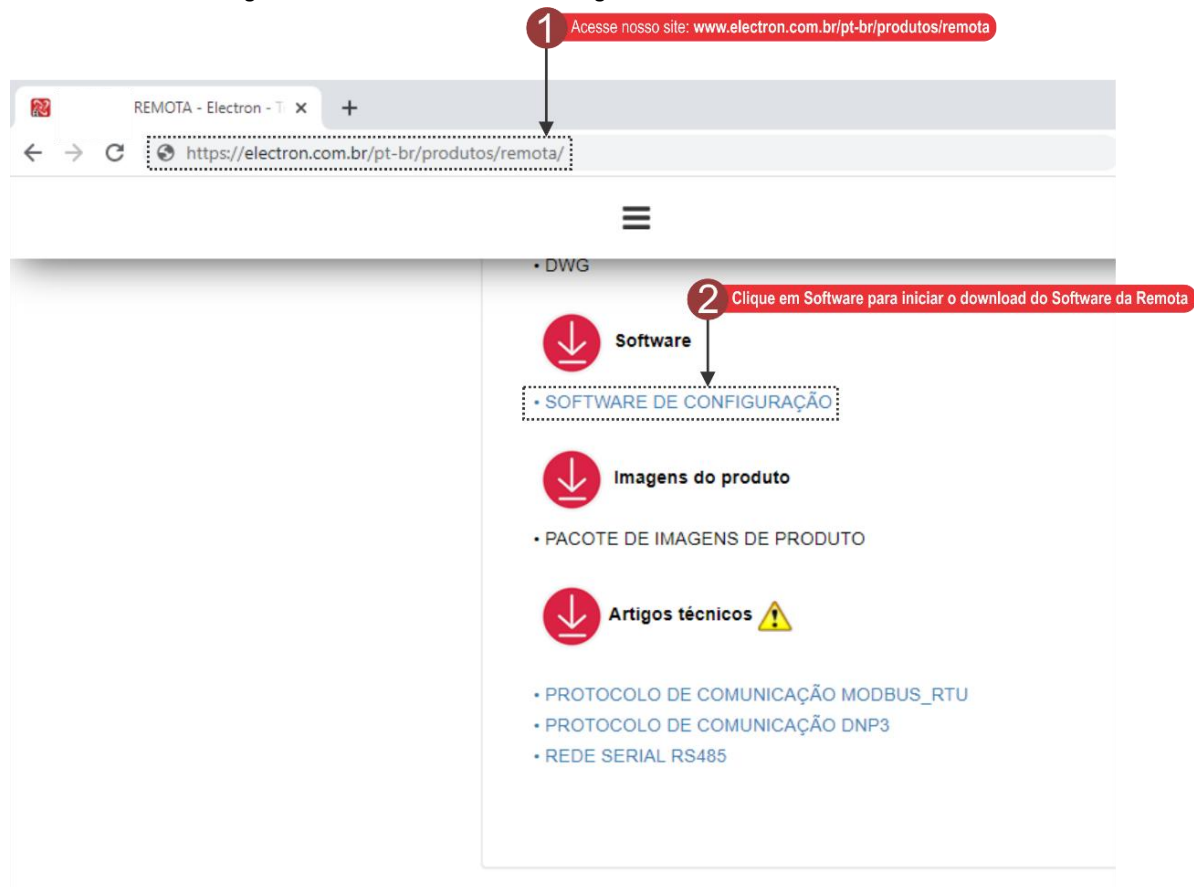 1 Acesse nosso site: www.electron.com.br/pt-br/produtos/remota
REMOTA - Electron - T
https://electron.com.br/pt-br/produtos/remota/
• DWG
2 Clique em Software para iniciar o download do Software da Remota
Software
• SOFTWARE DE CONFIGURAÇÃO
Imagens do produto
• PACOTE DE IMAGENS DE PRODUTO
Artigos técnicos
• PROTOCOLO DE COMUNICAÇÃO MODBUS_RTU
• PROTOCOLO DE COMUNICAÇÃO DNP3
• REDE SERIAL RS485